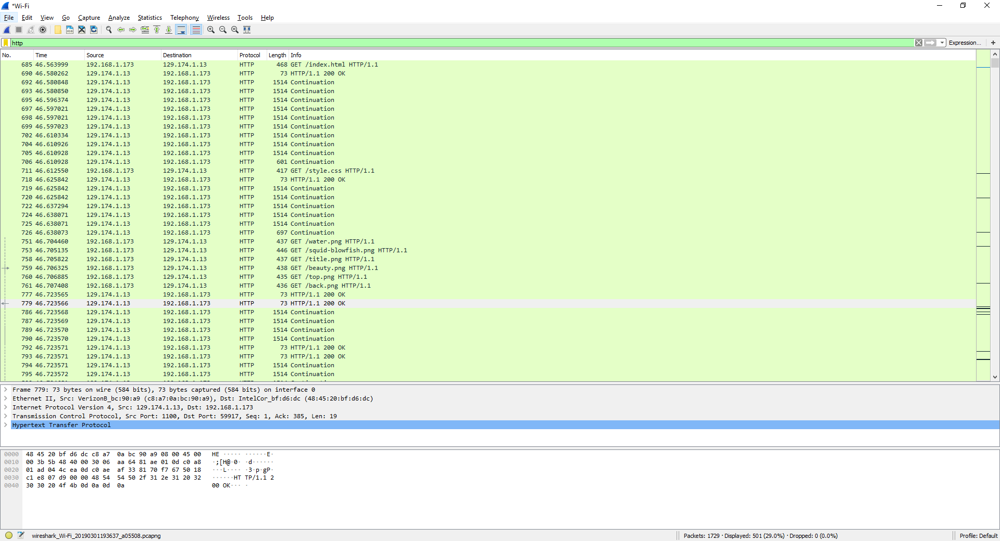 *Wi-Fi
File Edit View Go Capture Analyze Statistics Telephony Wireless Tools Help
http Expression... +
No. Time Source Destination Protocol Length Info
685 46.563999 192.168.1.173 129.174.1.13 HTTP 468 GET /index.html HTTP/1.1
690 46.580262 129.174.1.13 192.168.1.173 HTTP 73 HTTP/1.1 200 OK
692 46.580848 129.174.1.13 192.168.1.173 HTTP 1514 Continuation
693 46.580850 129.174.1.13 192.168.1.173 HTTP 1514 Continuation
695 46.596374 129.174.1.13 192.168.1.173 HTTP 1514 Continuation
697 46.597021 129.174.1.13 192.168.1.173 HTTP 1514 Continuation
698 46.597021 129.174.1.13 192.168.1.173 HTTP 1514 Continuation
699 46.597023 129.174.1.13 192.168.1.173 HTTP 1514 Continuation
702 46.610334 129.174.1.13 192.168.1.173 HTTP 1514 Continuation
704 46.610926 129.174.1.13 192.168.1.173 HTTP 1514 Continuation
705 46.610928 129.174.1.13 192.168.1.173 HTTP 1514 Continuation
706 46.610928 129.174.1.13 192.168.1.173 HTTP 601 Continuation
711 46.612550 192.168.1.173 129.174.1.13 HTTP 417 GET /style.css HTTP/1.1
718 46.625842 129.174.1.13 192.168.1.173 HTTP 73 HTTP/1.1 200 OK
719 46.625842 129.174.1.13 192.168.1.173 HTTP 1514 Continuation
720 46.625842 129.174.1.13 192.168.1.173 HTTP 1514 Continuation
722 46.637294 129.174.1.13 192.168.1.173 HTTP 1514 Continuation
724 46.638071 129.174.1.13 192.168.1.173 HTTP 1514 Continuation
725 46.638071 129.174.1.13 192.168.1.173 HTTP 1514 Continuation
726 46.638073 129.174.1.13 192.168.1.173 HTTP 697 Continuation
751 46.704460 192.168.1.173 129.174.1.13 HTTP 437 GET /water.png HTTP/1.1
753 46.705135 192.168.1.173 129.174.1.13 HTTP 446 GET /squid-blowfish.png HTTP/1.1
758 46.705822 192.168.1.173 129.174.1.13 HTTP 437 GET /title.png HTTP/1.1
759 46.706325 192.168.1.173 129.174.1.13 HTTP 438 GET /beauty.png HTTP/1.1
760 46.706885 192.168.1.173 129.174.1.13 HTTP 435 GET /top.png HTTP/1.1
761 46.707408 192.168.1.173 129.174.1.13 HTTP 436 GET /back.png HTTP/1.1
777 46.723565 129.174.1.13 192.168.1.173 HTTP 73 HTTP/1.1 200 OK
779 46.723566 129.174.1.13 192.168.1.173 HTTP 73 HTTP/1.1 200 OK
786 46.723568 129.174.1.13 192.168.1.173 HTTP 1514 Continuation
787 46.723569 129.174.1.13 192.168.1.173 HTTP 1514 Continuation
789 46.723570 129.174.1.13 192.168.1.173 HTTP 1514 Continuation
790 46.723570 129.174.1.13 192.168.1.173 HTTP 1514 Continuation
792 46.723571 129.174.1.13 192.168.1.173 HTTP 73 HTTP/1.1 200 OK
793 46.723571 129.174.1.13 192.168.1.173 HTTP 73 HTTP/1.1 200 OK
794 46.723571 129.174.1.13 192.168.1.173 HTTP 1514 Continuation
795 46.723572 129.174.1.13 192.168.1.173 HTTP 1514 Continuation
Frame 779: 73 bytes on wire (584 bits), 73 bytes captured (584 bits) on interface 0
Ethernet II, Src: VerizonB_bc:90:a9 (c8:a7:0a:bc:90:a9), Dst: IntelCor_bf:d6:dc (48:45:20:bf:d6:dc)
Internet Protocol Version 4, Src: 129.174.1.13, Dst: 192.168.1.173
Transmission Control Protocol, Src Port: 1100, Dst Port: 59917, Seq: 1, Ack: 385, Len: 19
Hypertext Transfer Protocol
0000 48 45 20 bf d6 dc c8 a7 0a bc 90 a9 08 00 45 00 HE ····· ······E·
0010 00 3b 5b 48 40 00 30 06 aa 64 81 ae 01 0d c0 a8 ·;[H@·0· ·d······
0020 01 ad 04 4c ea 0d c0 ae af 33 81 70 f7 67 50 18 ···L···· ·3·p·gP·
0030 c1 e8 07 d9 00 00 48 54 54 50 2f 31 2e 31 20 32 ······HT TP/1.1 2
0040 30 30 20 4f 4b 0d 0a 0d 0a 00 OK··· ·
wireshark_Wi-Fi_20190301193637_a05508.pcapng Packets: 1729 · Displayed: 501 (29.0%) · Dropped: 0 (0.0%) Profile: Default